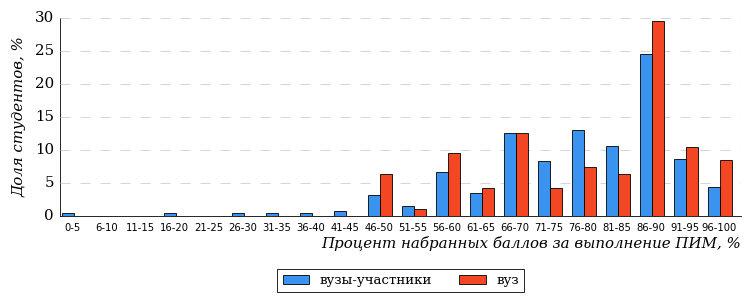 30
25
20
15
10
5
0
Доля студентов, %
0-5 6-10 11-15 16-20 21-25 26-30 31-35 36-40 41-45 46-50 51-55 56-60 61-65 66-70 71-75 76-80 81-85 86-90 91-95 96-100
Процент набранных баллов за выполнение ПИМ, %
вузы-участники вуз